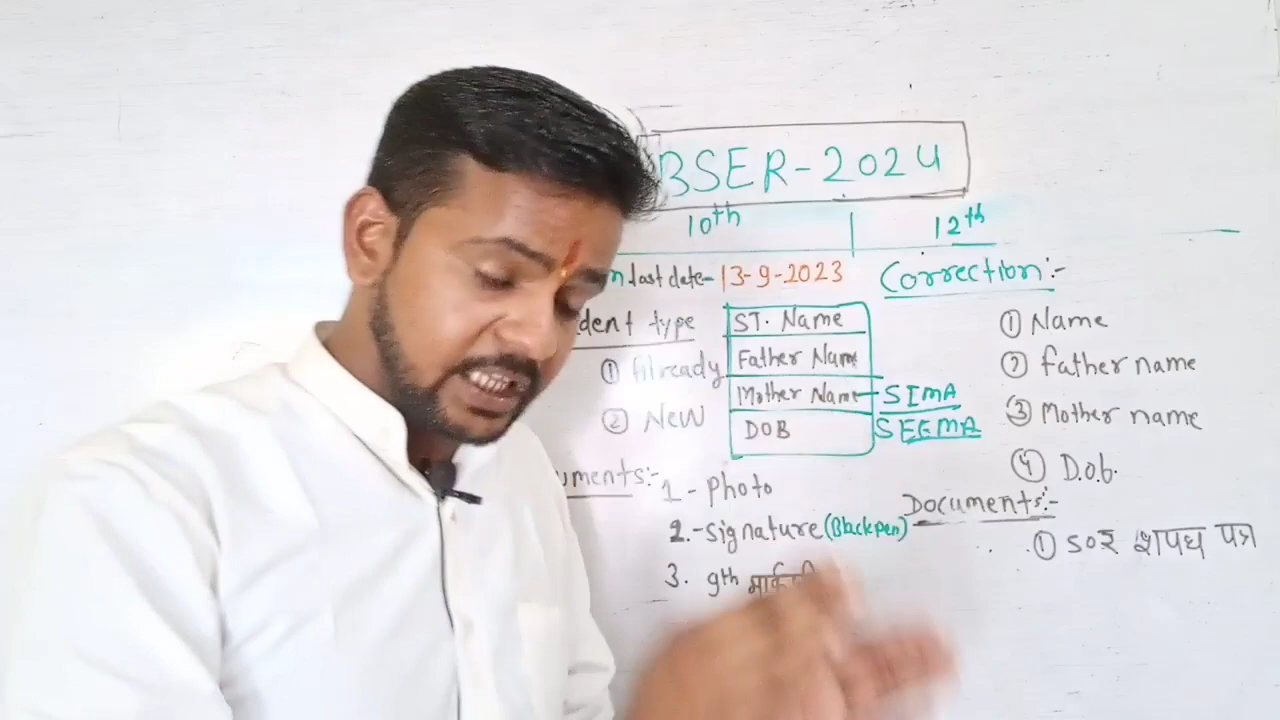 BSER-2024
10th | 12th
last date- 13-9-2023
Correction:-
dent type
ST. Name
① Name
① Already
Father Name
② father name
② New
Mother Name - SIMA
③ Mother name
DOB
SEEMA
④ D.o.b.
uments:-
1 - Photo
Documents:-
2.-signature (Black pen)
① 50रु शपथ पत्र
3. 9th